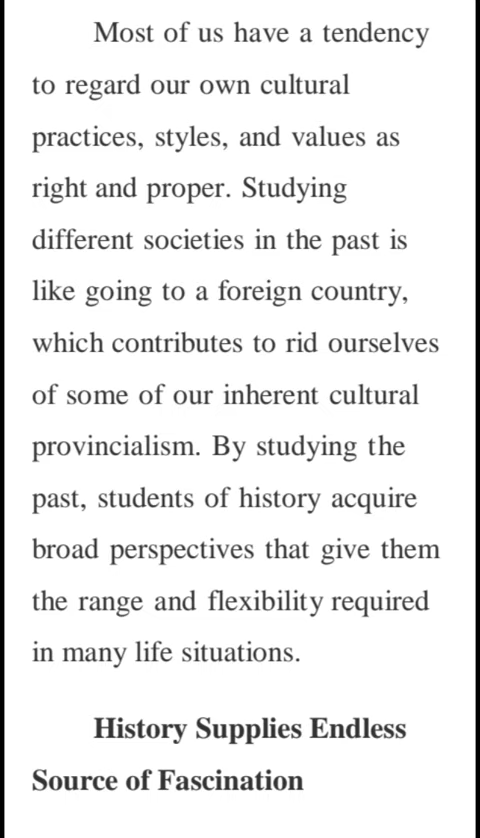 Most of us have a tendency
to regard our own cultural
practices, styles, and values as
right and proper. Studying
different societies in the past is
like going to a foreign country,
which contributes to rid ourselves
of some of our inherent cultural
provincialism. By studying the
past, students of history acquire
broad perspectives that give them
the range and flexibility required
in many life situations.
History Supplies Endless
Source of Fascination